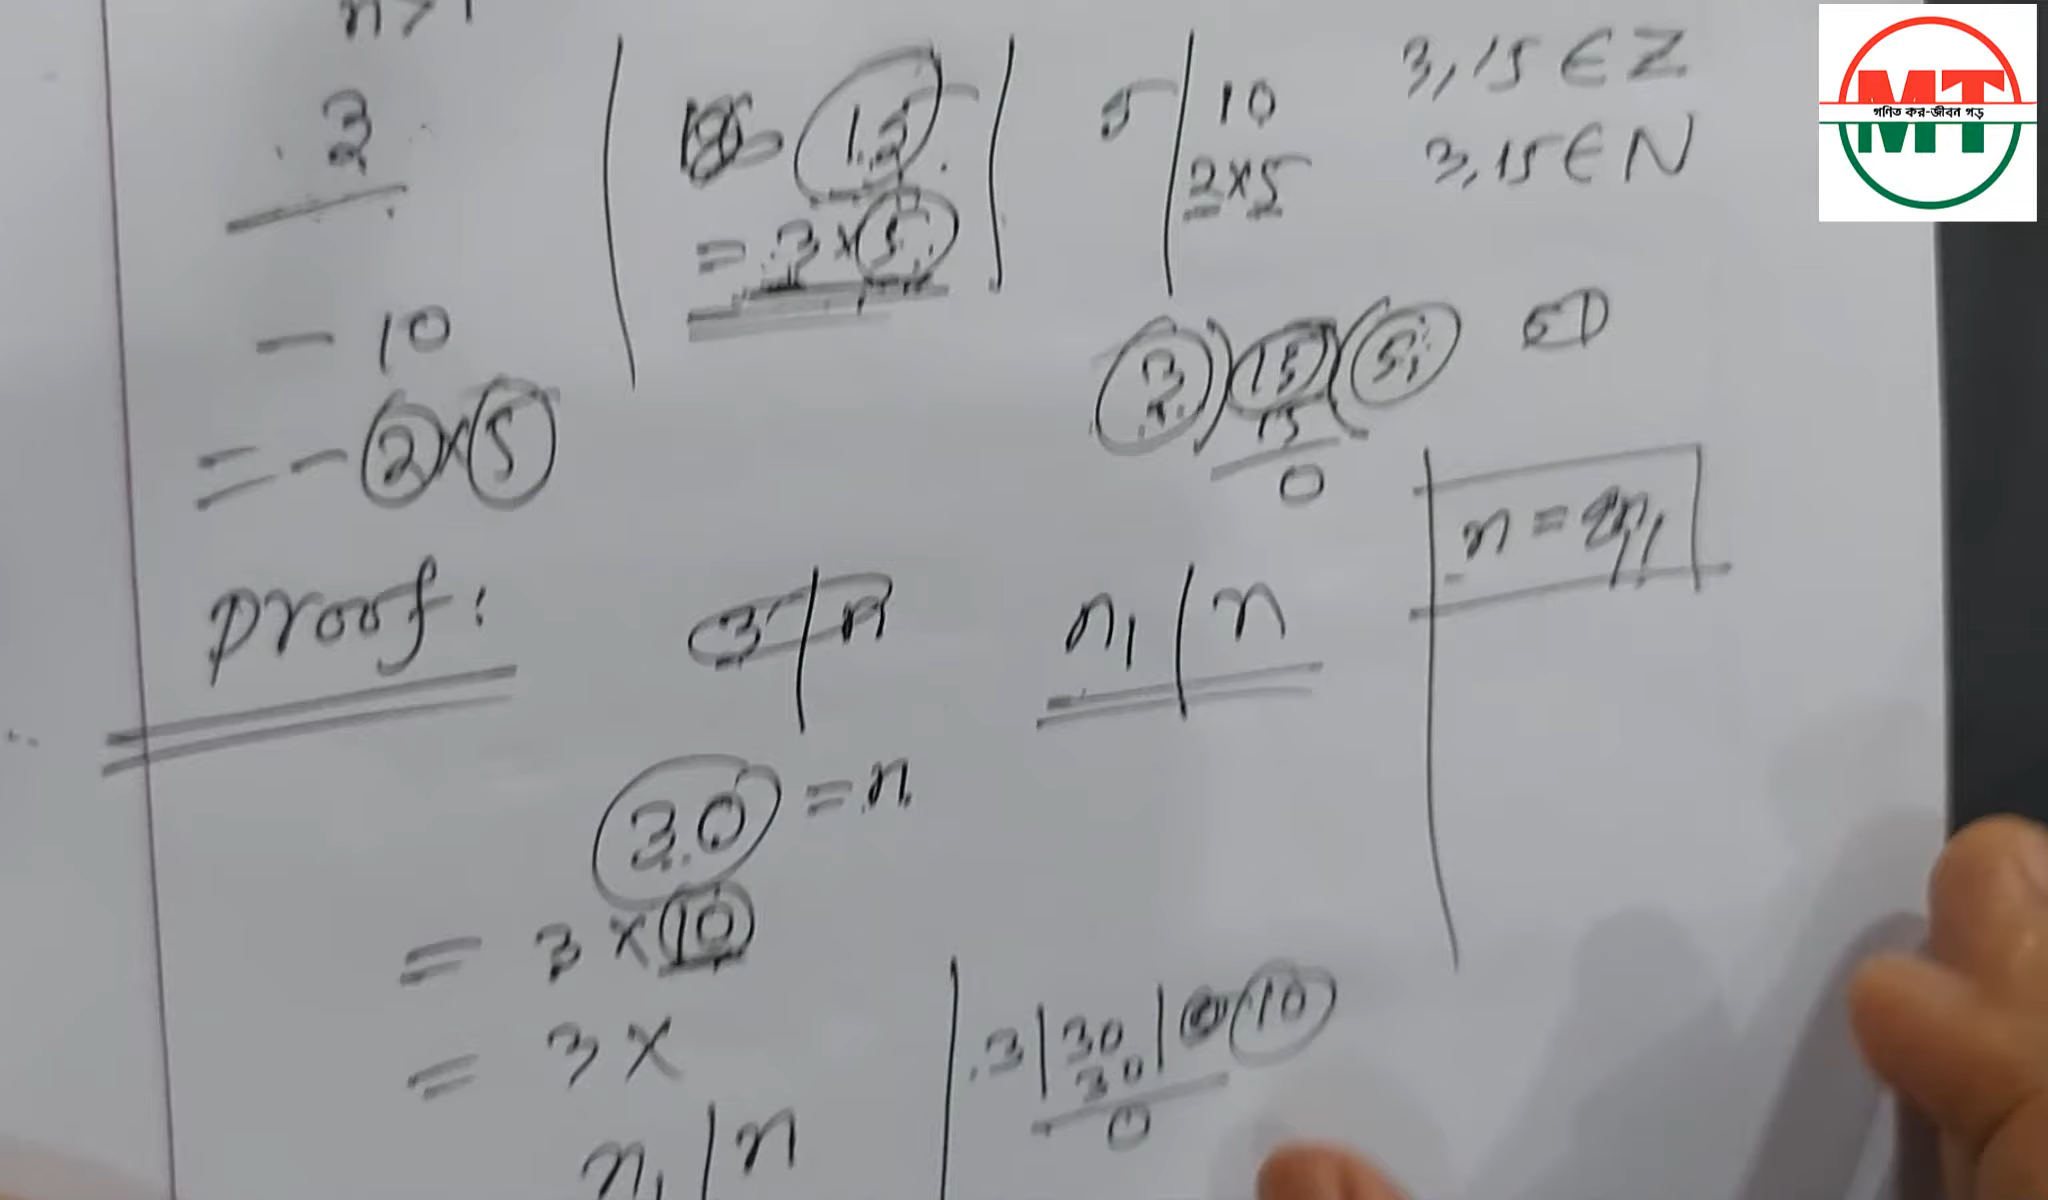 n > 1
3
15
= 3 × 5
5 | 10
2 × 5
3, 15 ∈ Z
3, 15 ∈ N
MT
গণিত কর-জীবন গড়
- 10
= - 2 × 5
3 ) 15 ( 5
15
0
Proof :
3 | n
n₁ | n
n =
30 = n
= 3 × 10
= 3 ×
n₁ | n
3 | 30 | 10
30
0